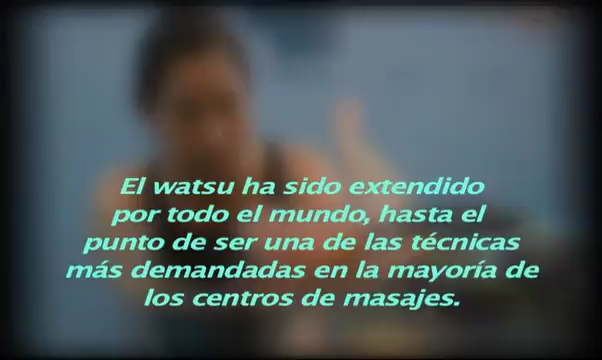 El watsu ha sido extendido
por todo el mundo, hasta el
punto de ser una de las técnicas
más demandadas en la mayoría de
los centros de masajes.